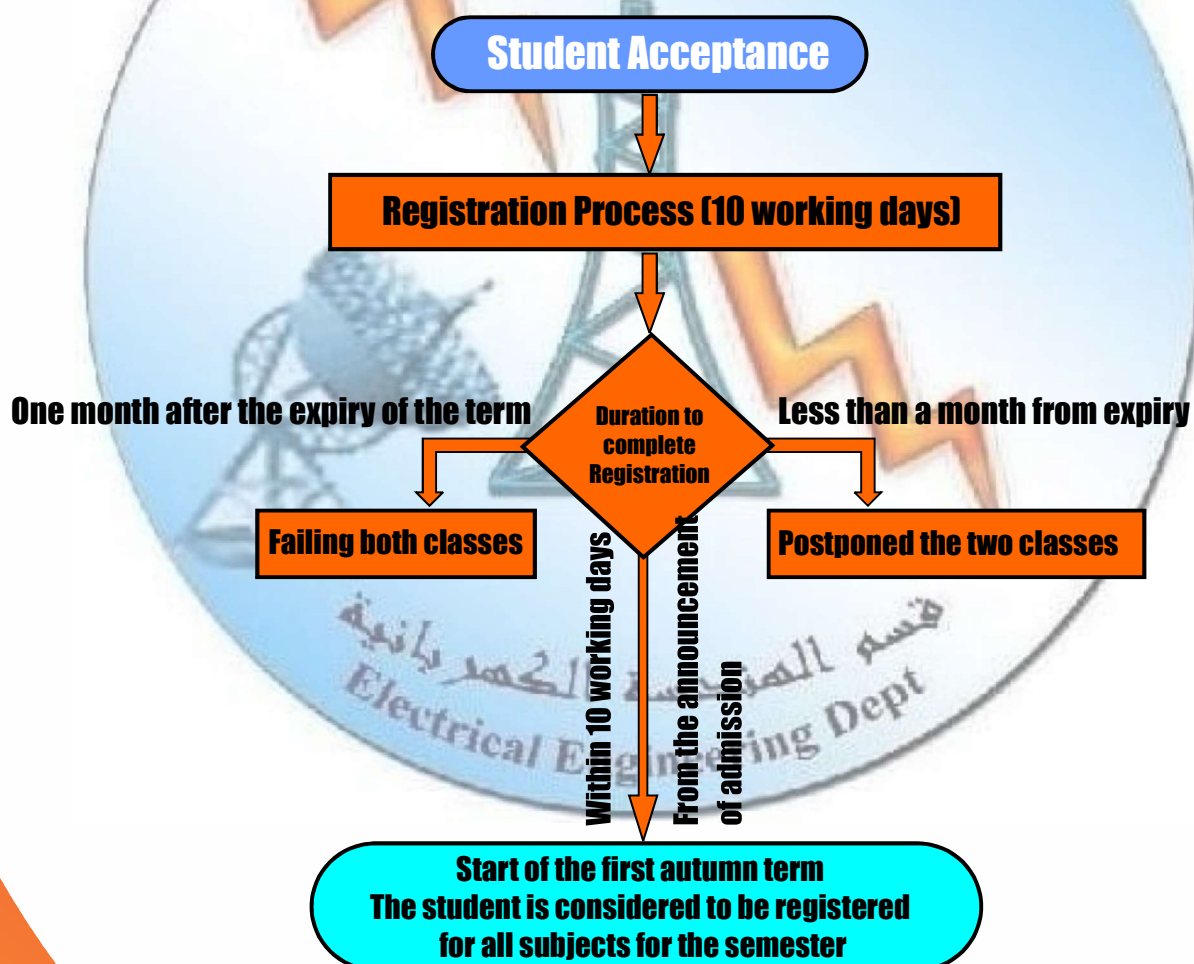 Student Acceptance
Registration Process (10 working days)
One month after the expiry of the term
Duration to
complete
Registration
Less than a month from expiry
Failing both classes
Postponed the two classes
Within 10 working days
From the announcement
of admission
قسم الهندسة الكهربائية
Electrical Engineering Dept
Start of the first autumn term
The student is considered to be registered
for all subjects for the semester